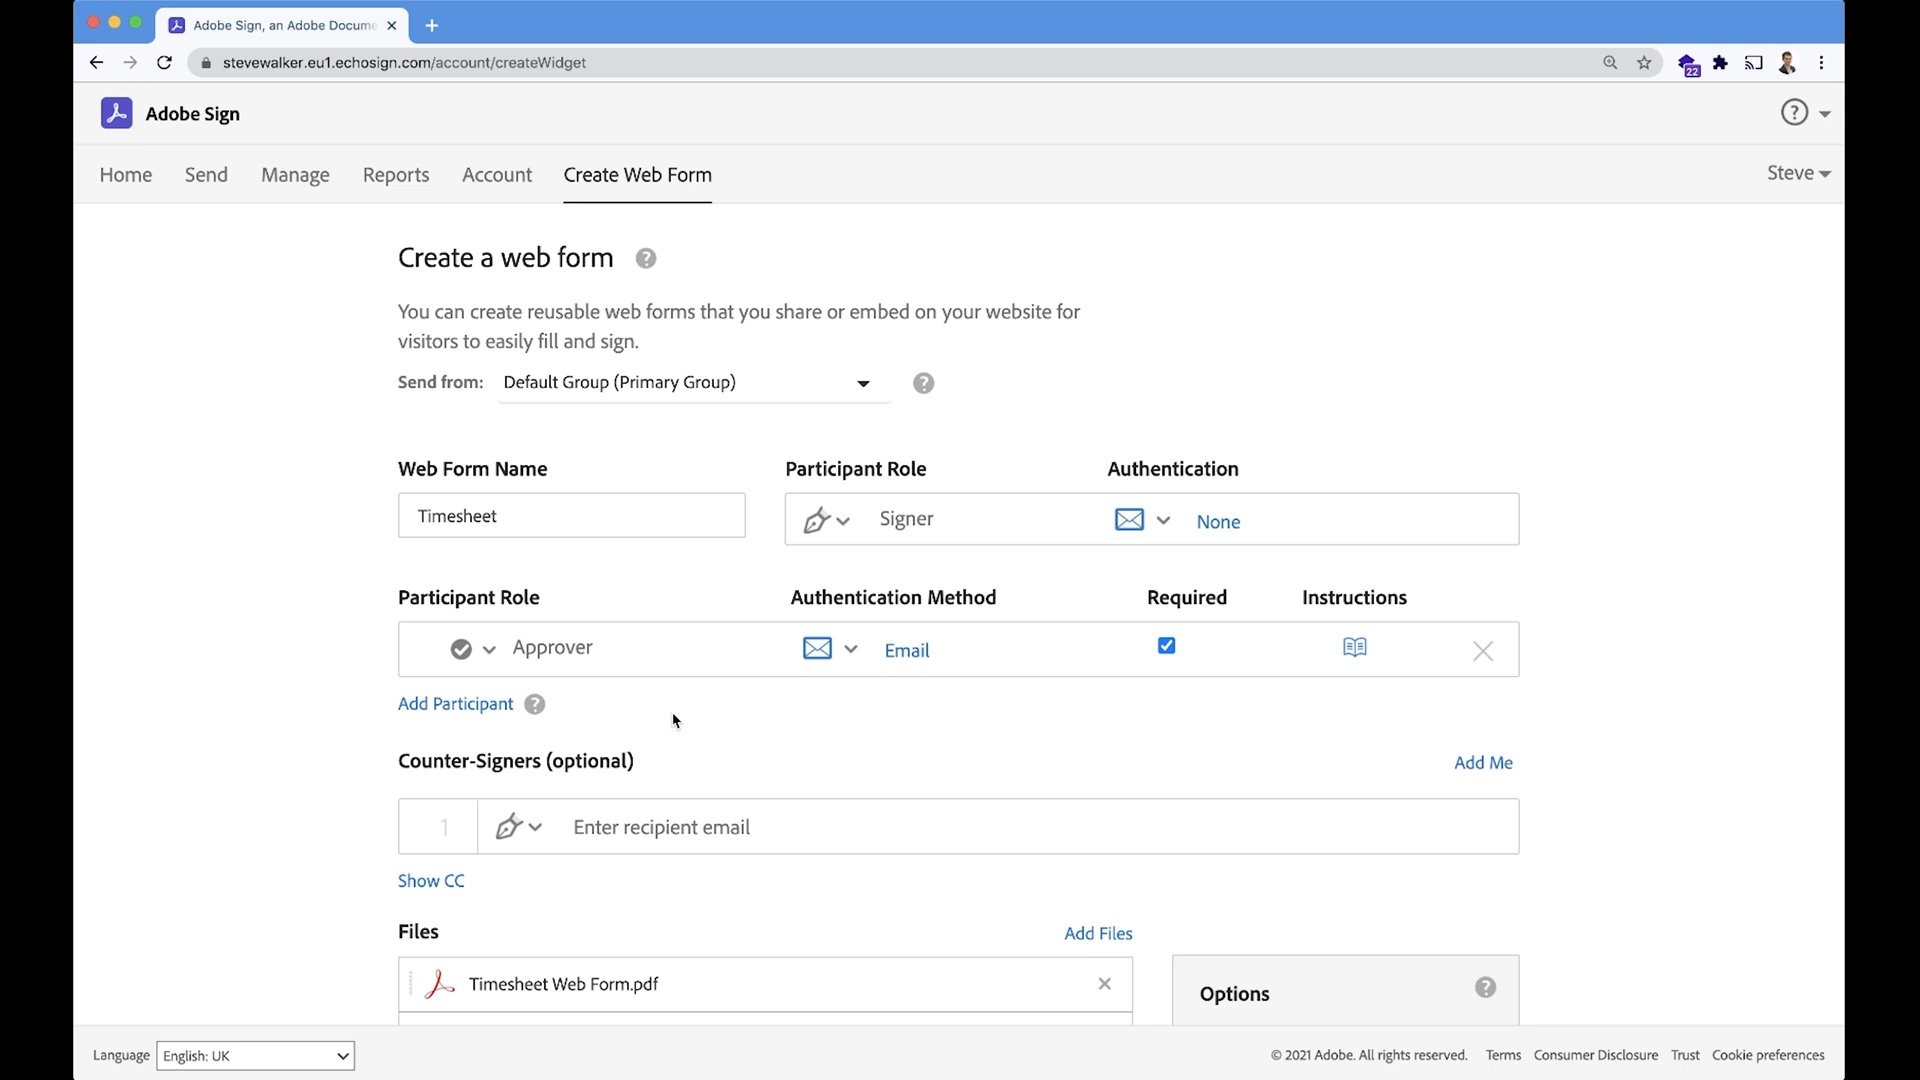 Adobe Sign, an Adobe Docume
stevewalker.eu1.echosign.com/account/createWidget
22
Adobe Sign
?
Home Send Manage Reports Account Create Web Form Steve
Create a web form ?
You can create reusable web forms that you share or embed on your website for
visitors to easily fill and sign.
Send from: Default Group (Primary Group) ?
Web Form Name Participant Role Authentication
Timesheet Signer None
Participant Role Authentication Method Required Instructions
Approver Email
Add Participant ?
Counter-Signers (optional) Add Me
1 Enter recipient email
Show CC
Files Add Files
Timesheet Web Form.pdf
Options ?
Language English: UK © 2021 Adobe. All rights reserved. Terms Consumer Disclosure Trust Cookie preferences